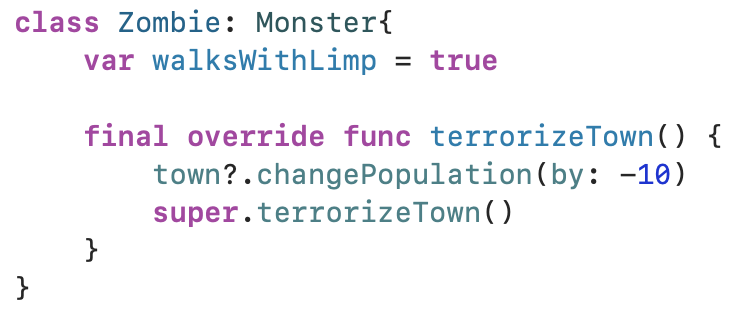 class Zombie: Monster{
    var walksWithLimp = true

    final override func terrorizeTown() {
        town?.changePopulation(by: -10)
        super.terrorizeTown()
    }
}